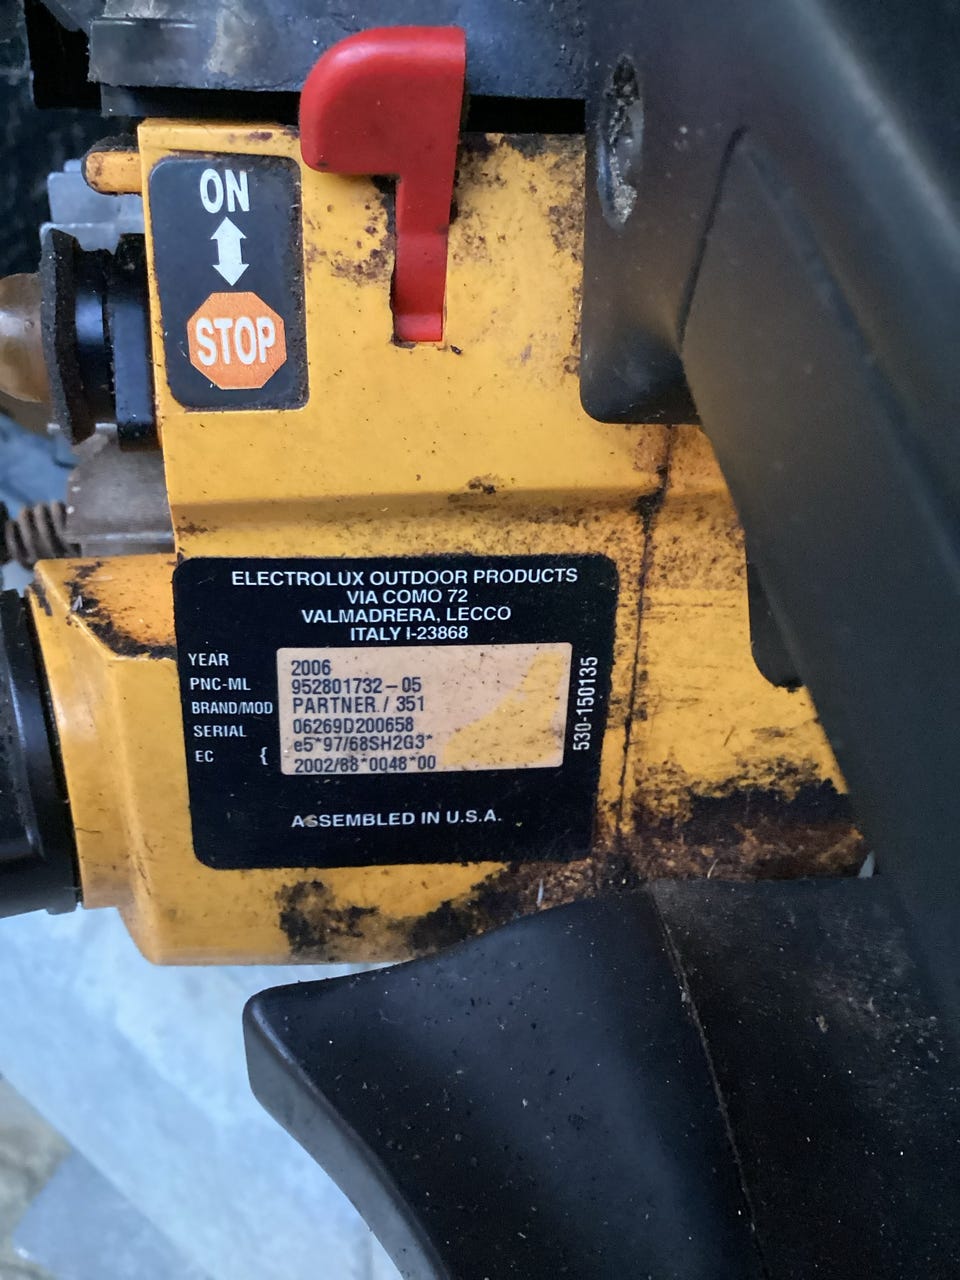 ON
STOP
ELECTROLUX OUTDOOR PRODUCTS
VIA COMO 72
VALMADRERA, LECCO
ITALY I-23868
YEAR 2006
PNC-ML 952801732-05
BRAND/MOD PARTNER / 351
SERIAL 06269D200658
EC { e5*97/68SH2G3*
2002/88*0048*00
530-150135
ASSEMBLED IN U.S.A.